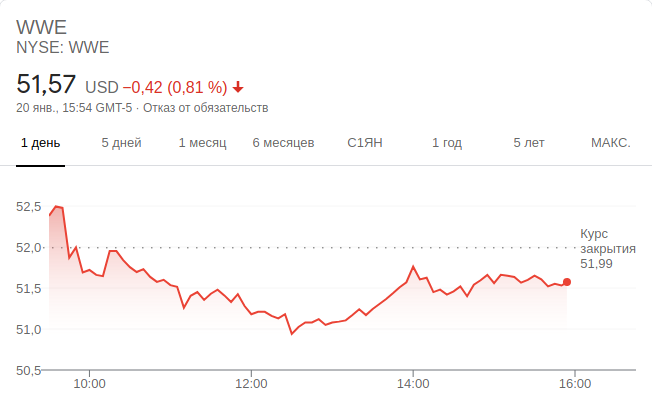 WWE
NYSE: WWE
51,57 USD −0,42 (0,81 %)
20 янв., 15:54 GMT-5 · Отказ от обязательств
1 день 5 дней 1 месяц 6 месяцев С1ЯН 1 год 5 лет МАКС.
52,5
Курс
закрытия
51,99
52,0
51,5
51,0
50,5
10:00 12:00 14:00 16:00